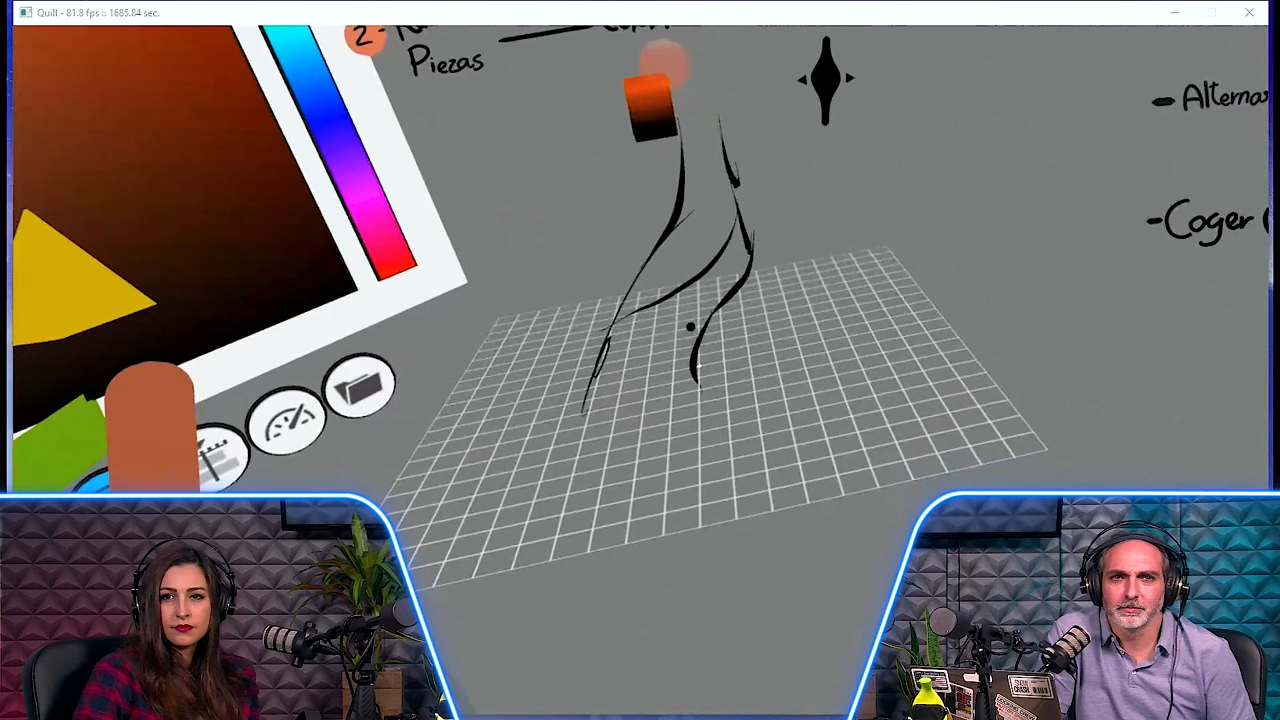 Quill - 81.8 fps :: 1685.84 sec.
2-
Piezas
- Alterna
-Coger